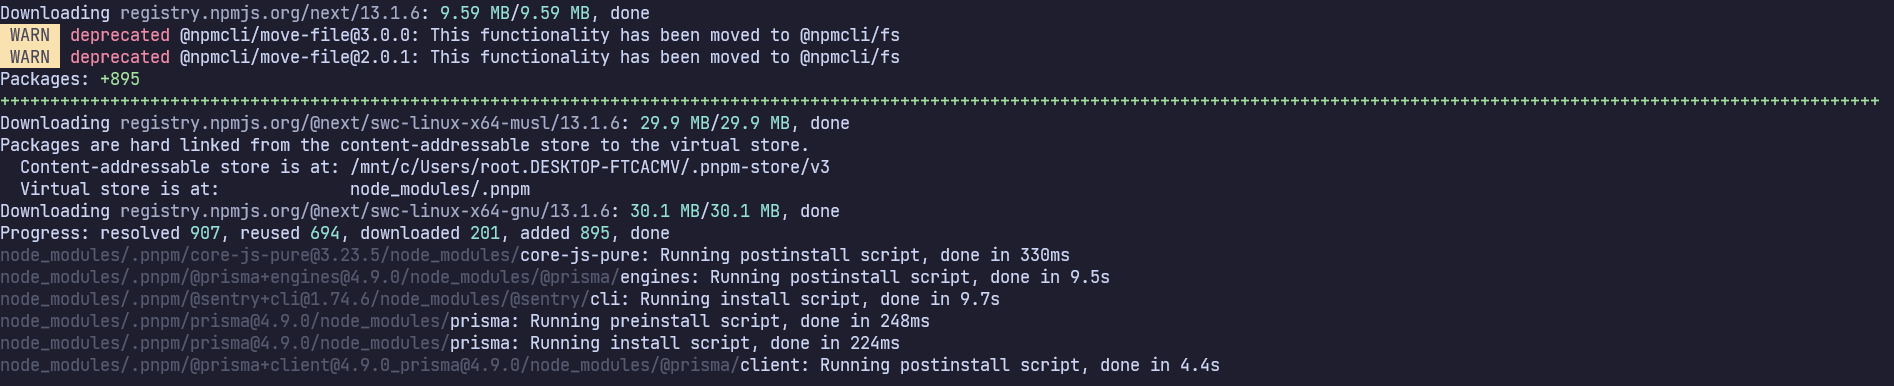 Downloading registry.npmjs.org/next/13.1.6: 9.59 MB/9.59 MB, done
WARN deprecated @npmcli/move-file@3.0.0: This functionality has been moved to @npmcli/fs
WARN deprecated @npmcli/move-file@2.0.1: This functionality has been moved to @npmcli/fs
Packages: +895
++++++++++++++++++++++++++++++++++++++++++++++++++++++++++++++++++++++++++++++++++++++++++++++++++++++++++++++++++++++++++++++++++++++++++++++++++++++++++++++++++++++++++++++++++++++++++++
Downloading registry.npmjs.org/@next/swc-linux-x64-musl/13.1.6: 29.9 MB/29.9 MB, done
Packages are hard linked from the content-addressable store to the virtual store.
  Content-addressable store is at: /mnt/c/Users/root.DESKTOP-FTCACMV/.pnpm-store/v3
  Virtual store is at:             node_modules/.pnpm
Downloading registry.npmjs.org/@next/swc-linux-x64-gnu/13.1.6: 30.1 MB/30.1 MB, done
Progress: resolved 907, reused 694, downloaded 201, added 895, done
node_modules/.pnpm/core-js-pure@3.23.5/node_modules/core-js-pure: Running postinstall script, done in 330ms
node_modules/.pnpm/@prisma+engines@4.9.0/node_modules/@prisma/engines: Running postinstall script, done in 9.5s
node_modules/.pnpm/@sentry+cli@1.74.6/node_modules/@sentry/cli: Running install script, done in 9.7s
node_modules/.pnpm/prisma@4.9.0/node_modules/prisma: Running preinstall script, done in 248ms
node_modules/.pnpm/prisma@4.9.0/node_modules/prisma: Running install script, done in 224ms
node_modules/.pnpm/@prisma+client@4.9.0_prisma@4.9.0/node_modules/@prisma/client: Running postinstall script, done in 4.4s